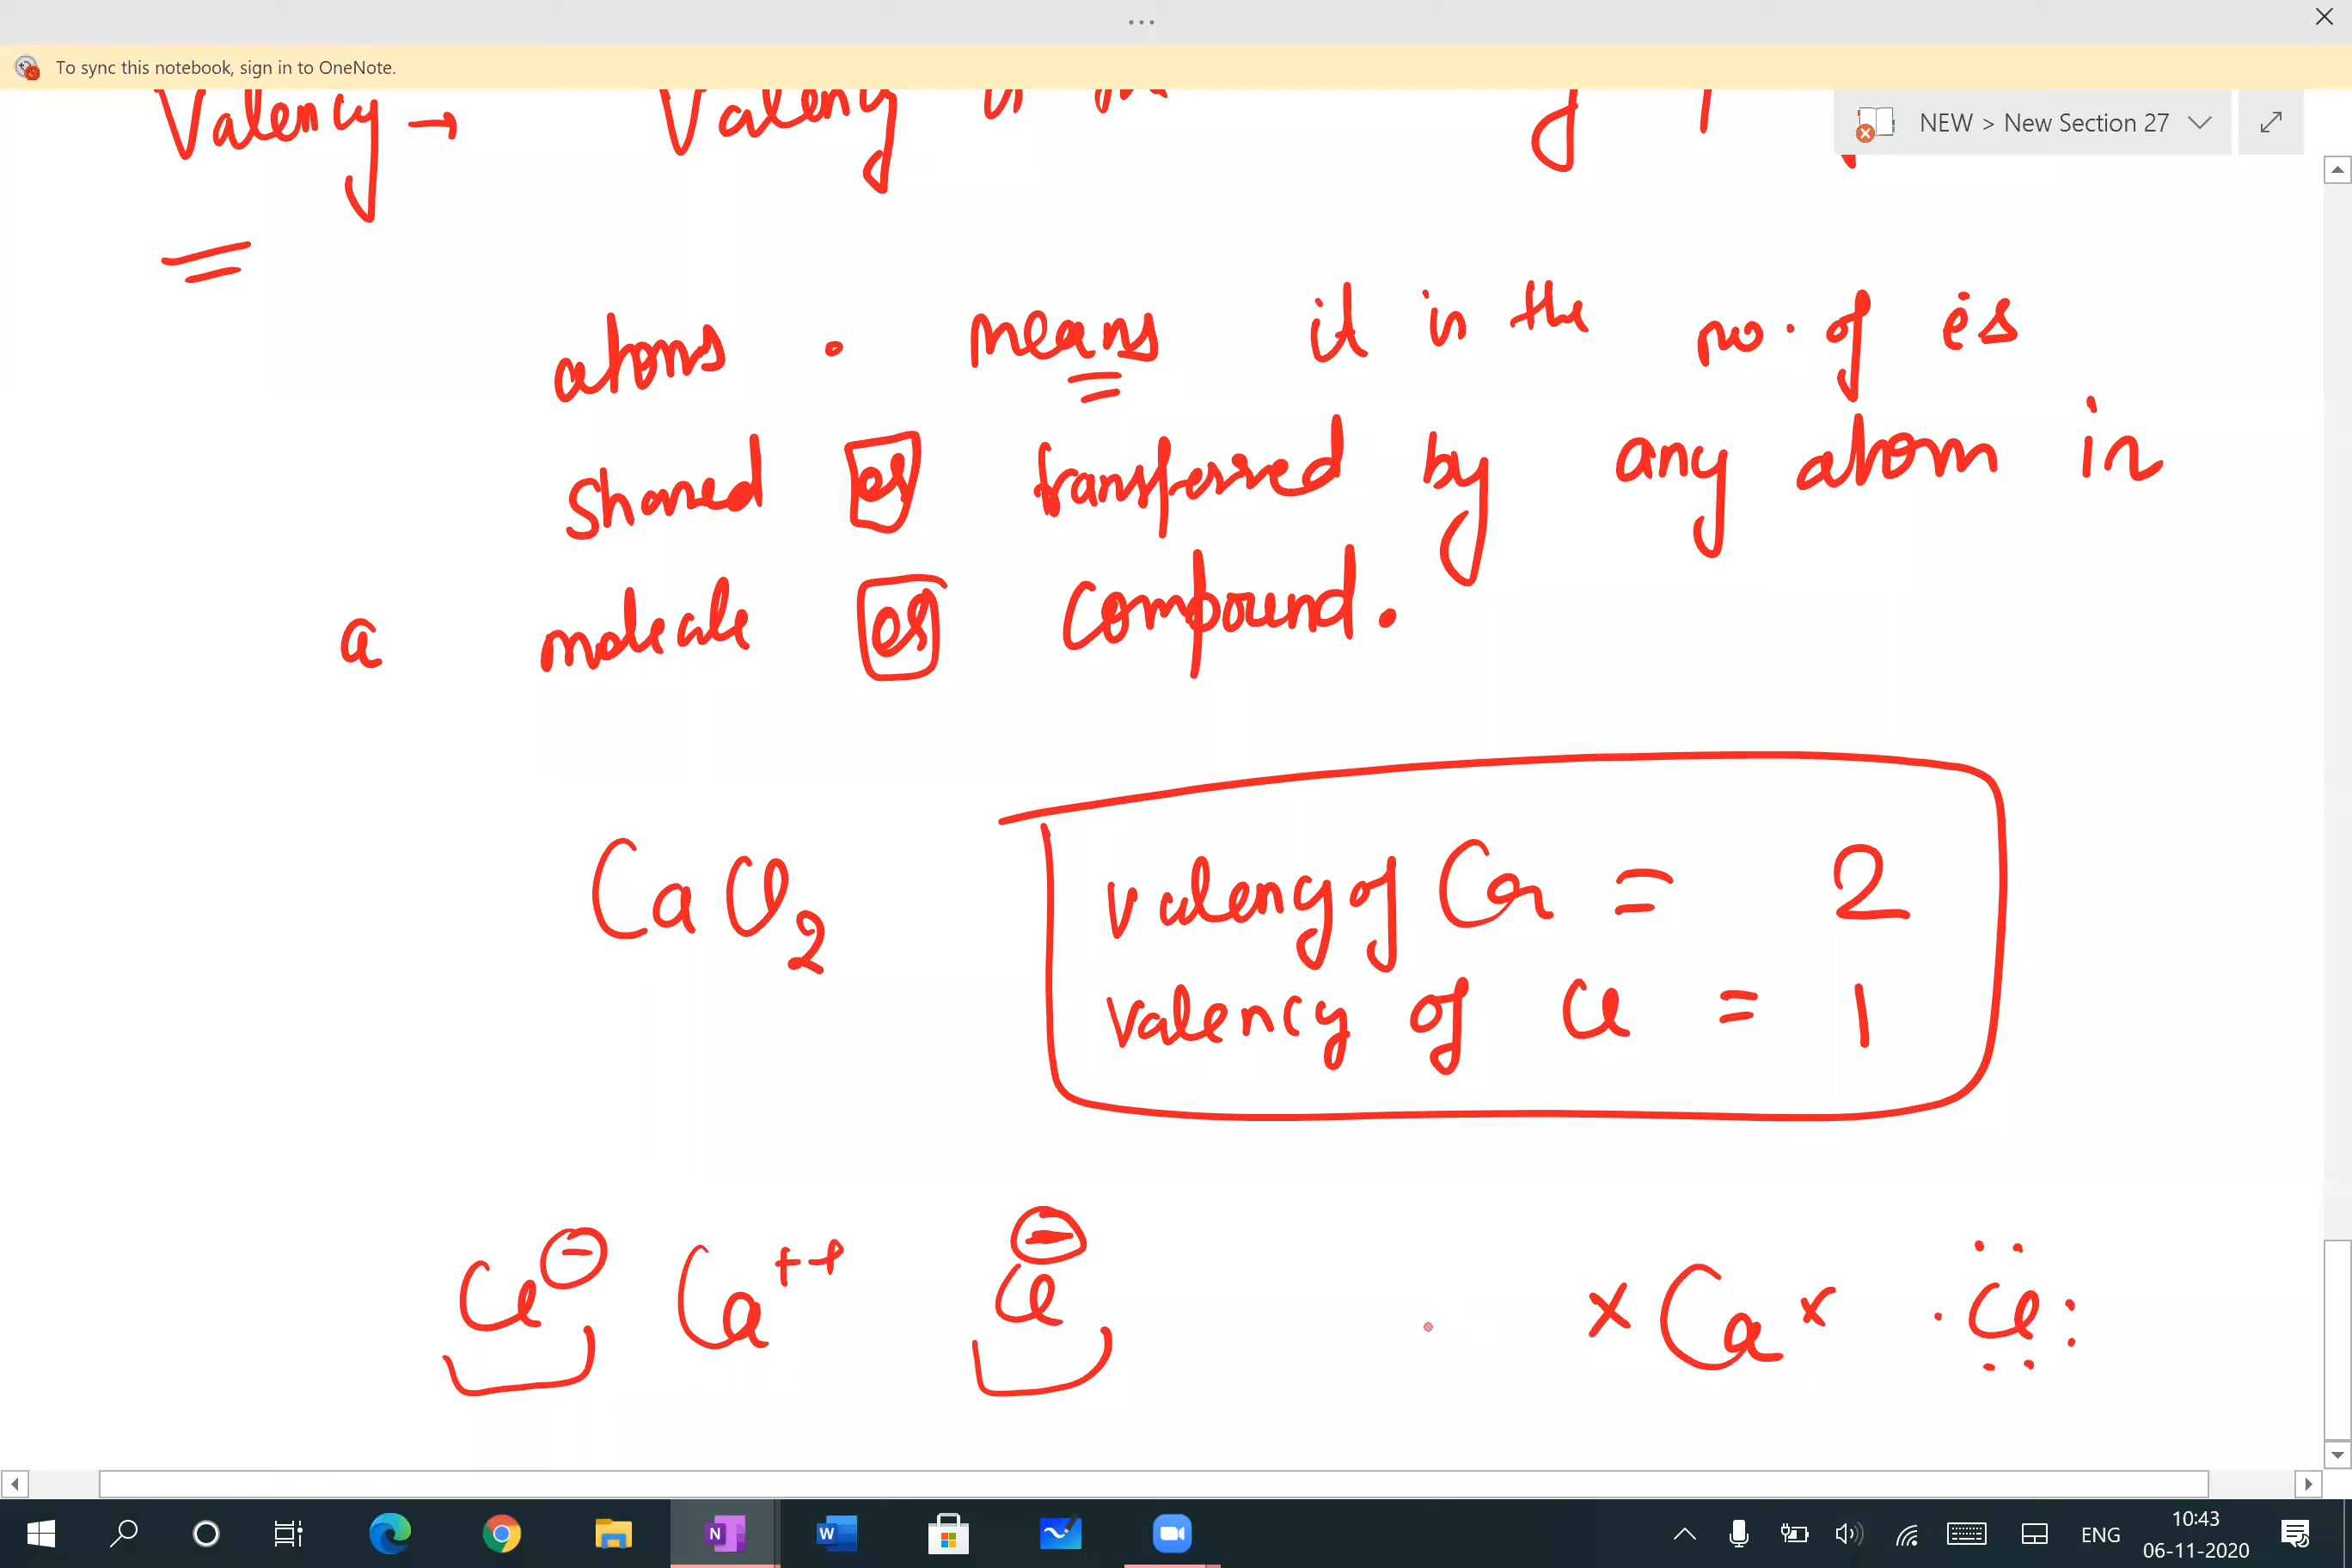 To sync this notebook, sign in to OneNote.
NEW > New Section 27
Valency → Valency is
atoms . means it is the no. of es
shared or transferred by any atom in
a molecule or compound.
CaCl2
valency of Ca = 2
valency of Cl = 1
Cl⊖ Ca++ Cl⊖
x Ca x . Cl :
ENG
10:43
06-11-2020